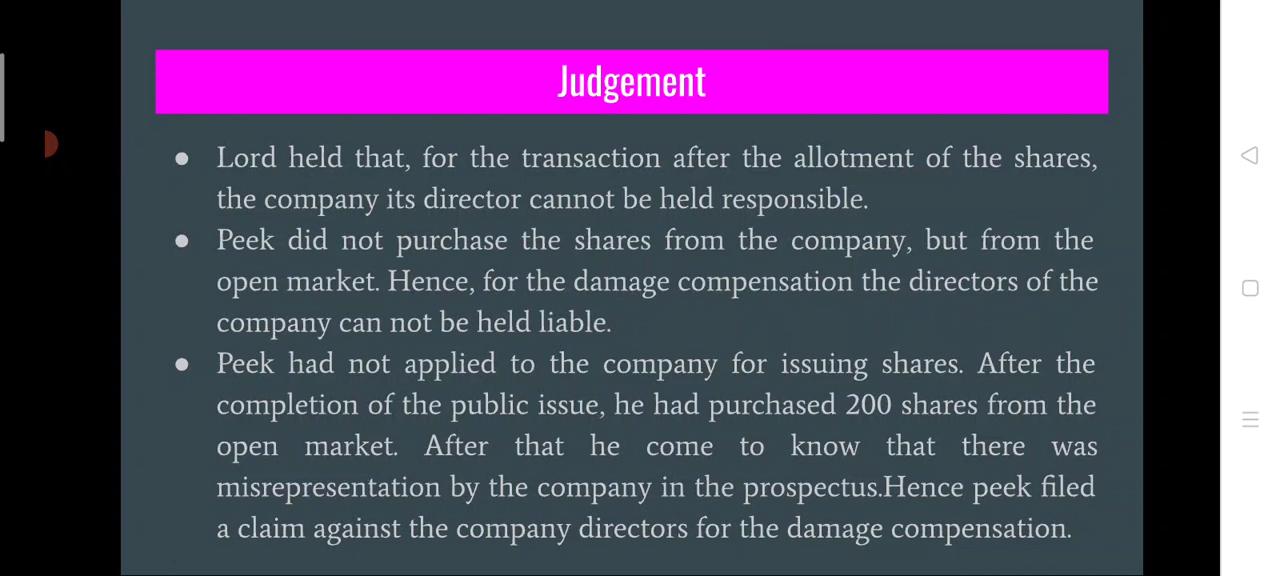 Judgement
● Lord held that, for the transaction after the allotment of the shares,
the company its director cannot be held responsible.
● Peek did not purchase the shares from the company, but from the
open market. Hence, for the damage compensation the directors of the
company can not be held liable.
● Peek had not applied to the company for issuing shares. After the
completion of the public issue, he had purchased 200 shares from the
open market. After that he come to know that there was
misrepresentation by the company in the prospectus.Hence peek filed
a claim against the company directors for the damage compensation.